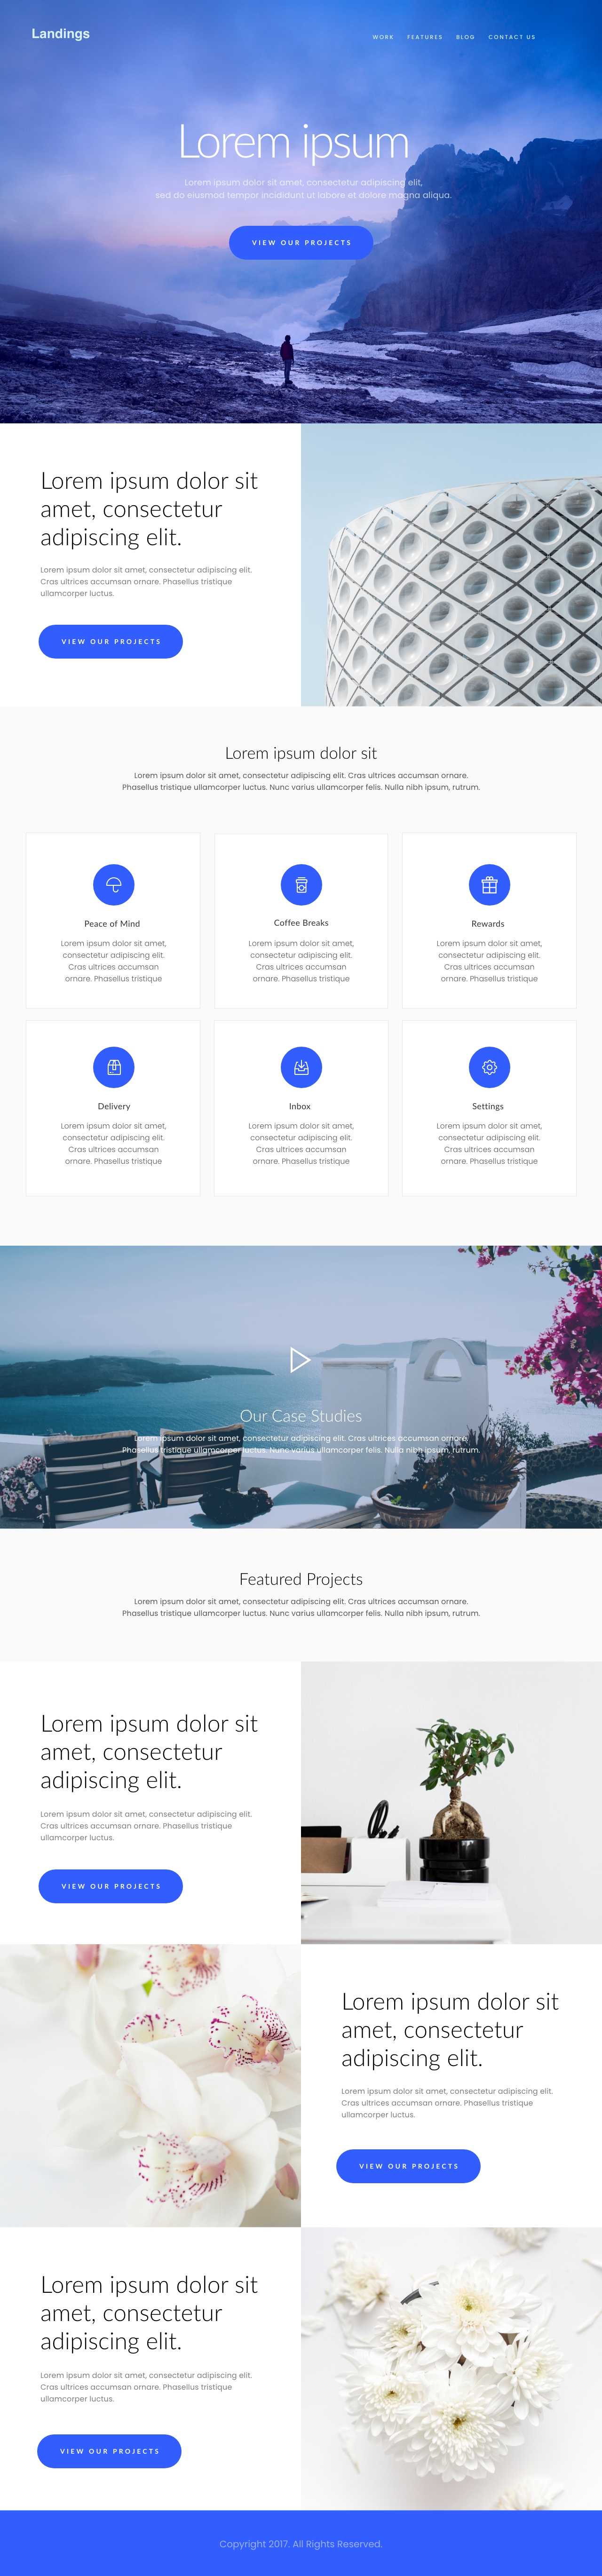 Landings
WORK FEATURES BLOG CONTACT US
Lorem ipsum
Lorem ipsum dolor sit amet, consectetur adipiscing elit,
sed do eiusmod tempor incididunt ut labore et dolore magna aliqua.
VIEW OUR PROJECTS
Lorem ipsum dolor sit
amet, consectetur
adipiscing elit.
Lorem ipsum dolor sit amet, consectetur adipiscing elit.
Cras ultrices accumsan ornare. Phasellus tristique
ullamcorper luctus.
VIEW OUR PROJECTS
Lorem ipsum dolor sit
Lorem ipsum dolor sit amet, consectetur adipiscing elit. Cras ultrices accumsan ornare.
Phasellus tristique ullamcorper luctus. Nunc varius ullamcorper felis. Nulla nibh ipsum, rutrum.
Peace of Mind
Lorem ipsum dolor sit amet,
consectetur adipiscing elit.
Cras ultrices accumsan
ornare. Phasellus tristique
Coffee Breaks
Lorem ipsum dolor sit amet,
consectetur adipiscing elit.
Cras ultrices accumsan
ornare. Phasellus tristique
Rewards
Lorem ipsum dolor sit amet,
consectetur adipiscing elit.
Cras ultrices accumsan
ornare. Phasellus tristique
Delivery
Lorem ipsum dolor sit amet,
consectetur adipiscing elit.
Cras ultrices accumsan
ornare. Phasellus tristique
Inbox
Lorem ipsum dolor sit amet,
consectetur adipiscing elit.
Cras ultrices accumsan
ornare. Phasellus tristique
Settings
Lorem ipsum dolor sit amet,
consectetur adipiscing elit.
Cras ultrices accumsan
ornare. Phasellus tristique
Our Case Studies
Lorem ipsum dolor sit amet, consectetur adipiscing elit. Cras ultrices accumsan ornare.
Phasellus tristique ullamcorper luctus. Nunc varius ullamcorper felis. Nulla nibh ipsum, rutrum.
Featured Projects
Lorem ipsum dolor sit amet, consectetur adipiscing elit. Cras ultrices accumsan ornare.
Phasellus tristique ullamcorper luctus. Nunc varius ullamcorper felis. Nulla nibh ipsum, rutrum.
Lorem ipsum dolor sit
amet, consectetur
adipiscing elit.
Lorem ipsum dolor sit amet, consectetur adipiscing elit.
Cras ultrices accumsan ornare. Phasellus tristique
ullamcorper luctus.
VIEW OUR PROJECTS
Lorem ipsum dolor sit
amet, consectetur
adipiscing elit.
Lorem ipsum dolor sit amet, consectetur adipiscing elit.
Cras ultrices accumsan ornare. Phasellus tristique
ullamcorper luctus.
VIEW OUR PROJECTS
Lorem ipsum dolor sit
amet, consectetur
adipiscing elit.
Lorem ipsum dolor sit amet, consectetur adipiscing elit.
Cras ultrices accumsan ornare. Phasellus tristique
ullamcorper luctus.
VIEW OUR PROJECTS
Copyright 2017. All Rights Reserved.